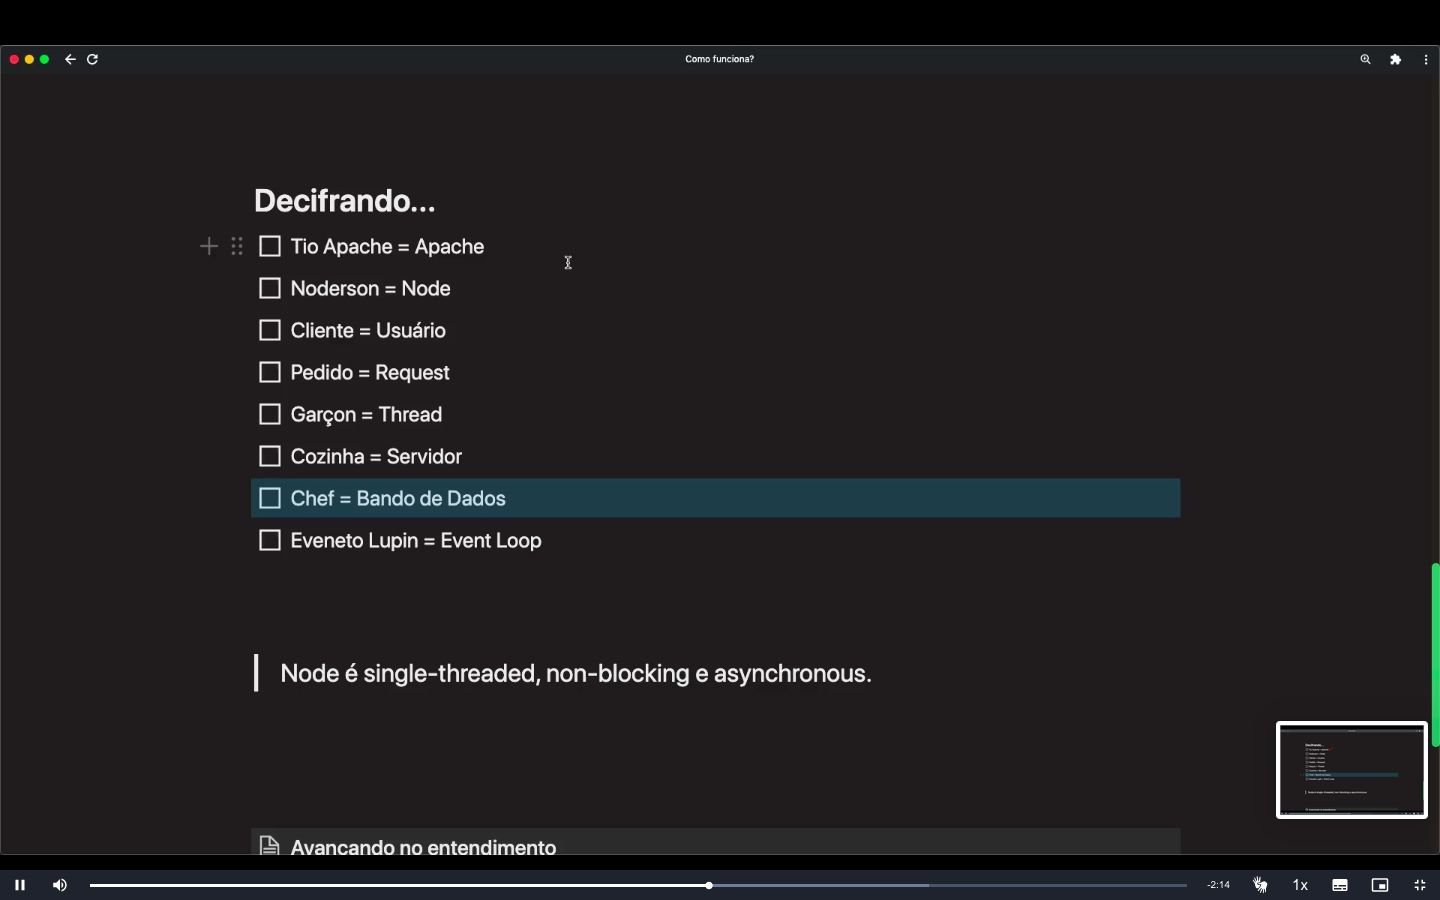 Como funciona?
Decifrando...
Tio Apache = Apache
Noderson = Node
Cliente = Usuário
Pedido = Request
Garçon = Thread
Cozinha = Servidor
Chef = Bando de Dados
Eveneto Lupin = Event Loop
Node é single-threaded, non-blocking e asynchronous.
Avançando no entendimento
-2:14
1x